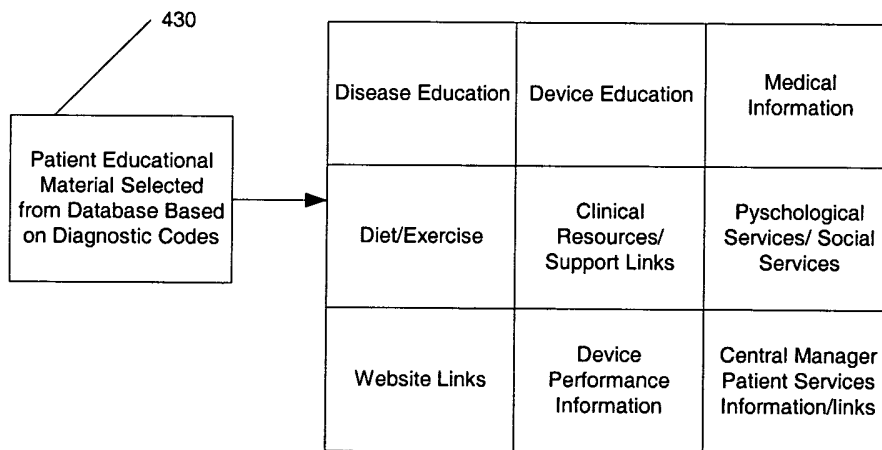 430
Patient Educational
Material Selected
from Database Based
on Diagnostic Codes
Disease Education
Device Education
Medical
Information
Diet/Exercise
Clinical
Resources/
Support Links
Pyschological
Services/ Social
Services
Website Links
Device
Performance
Information
Central Manager
Patient Services
Information/links